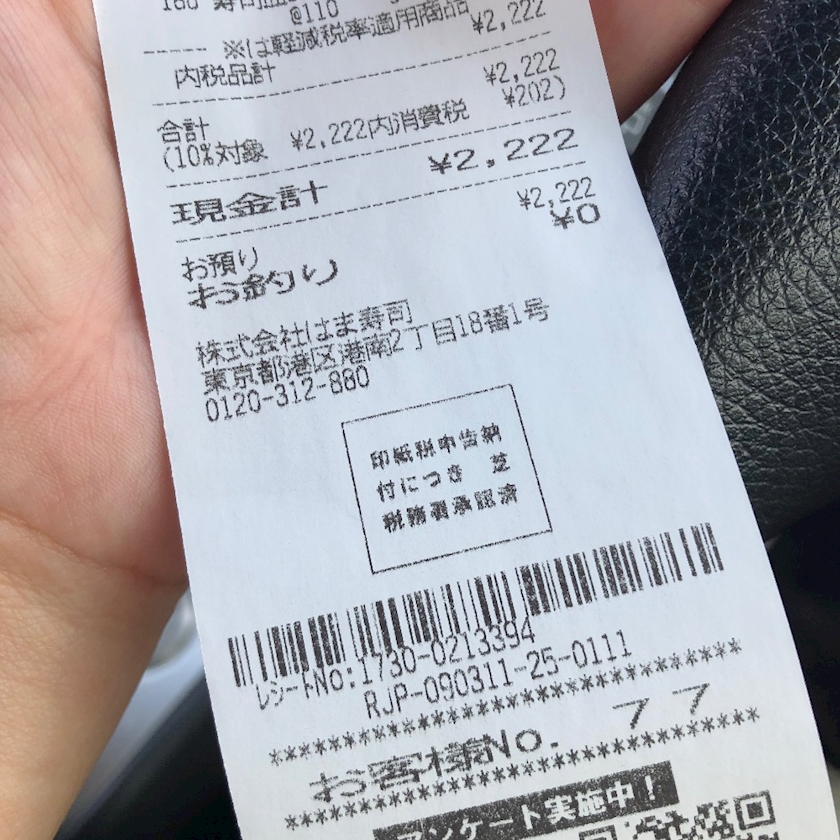 @110 ¥2,222
※は軽減税率適用商品
内税品計 ¥2,222
合計 ¥2,222
(10%対象 ¥2,222内消費税 ¥202)
現金計 ¥2,222
お預り ¥2,222
お釣り ¥0
株式会社はま寿司
東京都港区港南2丁目18番1号
0120-312-880
印紙税申告納
付につき 芝
税務署承認済
レシートNo:1730-0213394
RJP-090311-25-0111
お客様No. 77
アンケート実施中!